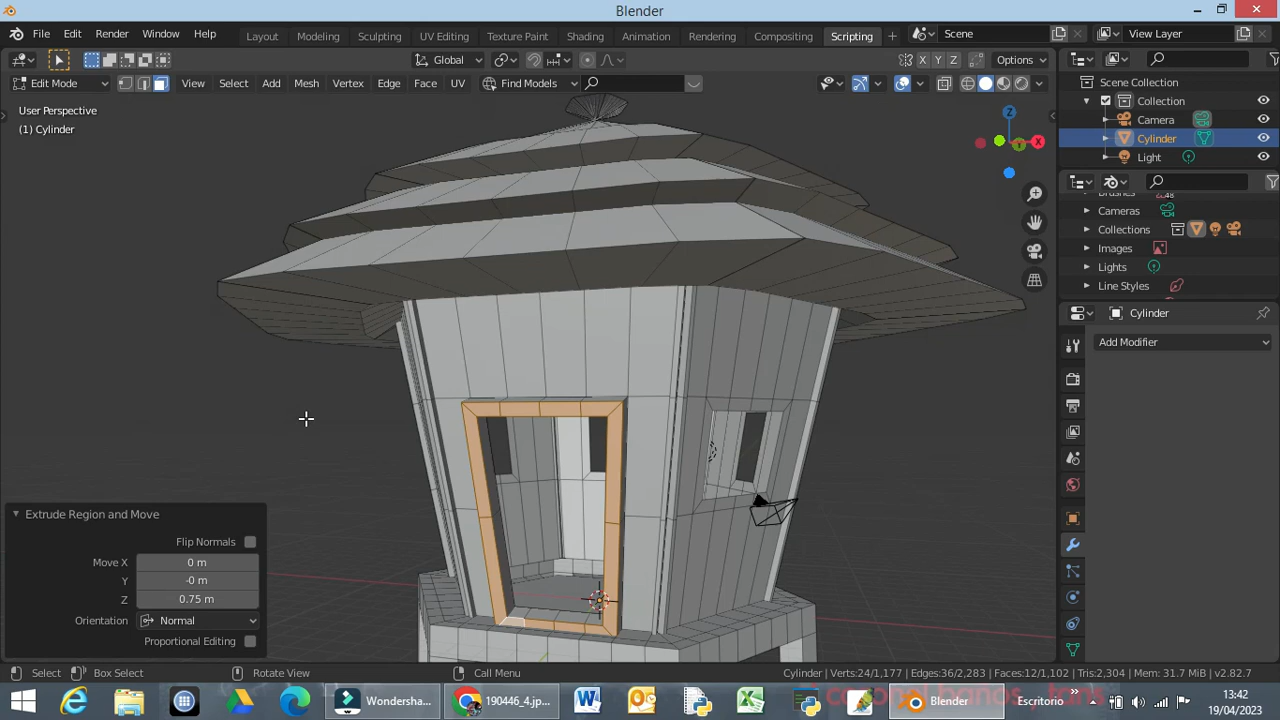 Blender
File Edit Render Window Help
Layout Modeling Sculpting UV Editing Texture Paint Shading Animation Rendering Compositing Scripting
Scene
View Layer
Global
X Y Z
Options
Edit Mode
View Select Add Mesh Vertex Edge Face UV
Find Models
User Perspective
(1) Cylinder
X
Scene Collection
Collection
Camera
Cylinder
Light
Brushes
48
Cameras
Collections
Images
Lights
Line Styles
Cylinder
Add Modifier
Extrude Region and Move
Flip Normals
Move X 0 m
Y -0 m
Z 0.75 m
Orientation Normal
Proportional Editing
Select Box Select Rotate View Call Menu
Cylinder | Verts:24/1,177 | Edges:36/2,283 | Faces:12/1,102 | Tris:2,304 | Mem: 31.7 MiB | v2.82.7
Wondersha...
190446_4.jp...
Blender
Escritorio
13:42
19/04/2023